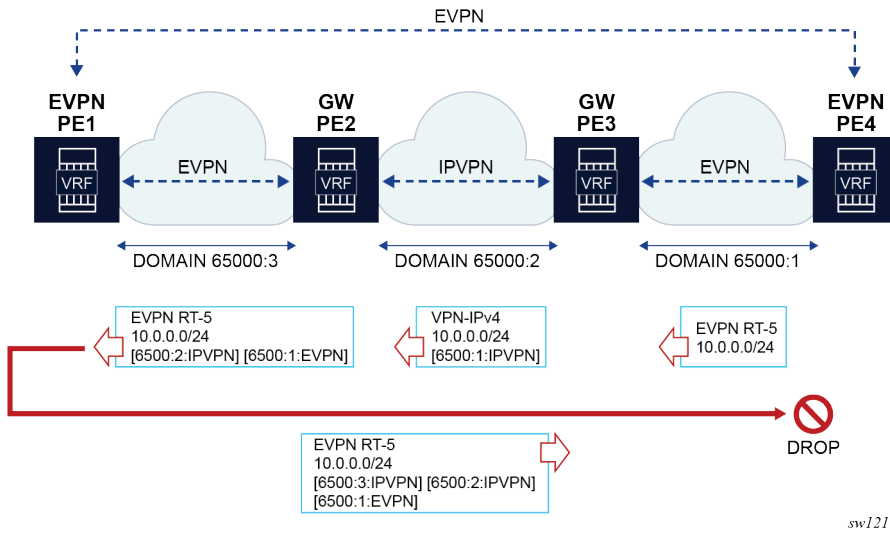 EVPN
EVPN
PE1
GW
PE2
GW
PE3
EVPN
PE4
VRF
EVPN
VRF
IPVPN
VRF
EVPN
VRF
DOMAIN 65000:3
DOMAIN 65000:2
DOMAIN 65000:1
EVPN RT-5
10.0.0.0/24
[6500:2:IPVPN] [6500:1:EVPN]
VPN-IPv4
10.0.0.0/24
[6500:1:IPVPN]
EVPN RT-5
10.0.0.0/24
DROP
EVPN RT-5
10.0.0.0/24
[6500:3:IPVPN] [6500:2:IPVPN]
[6500:1:EVPN]
sw121